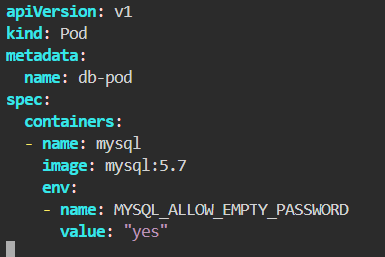 apiVersion: v1
kind: Pod
metadata:
  name: db-pod
spec:
  containers:
  - name: mysql
    image: mysql:5.7
    env:
    - name: MYSQL_ALLOW_EMPTY_PASSWORD
      value: "yes"